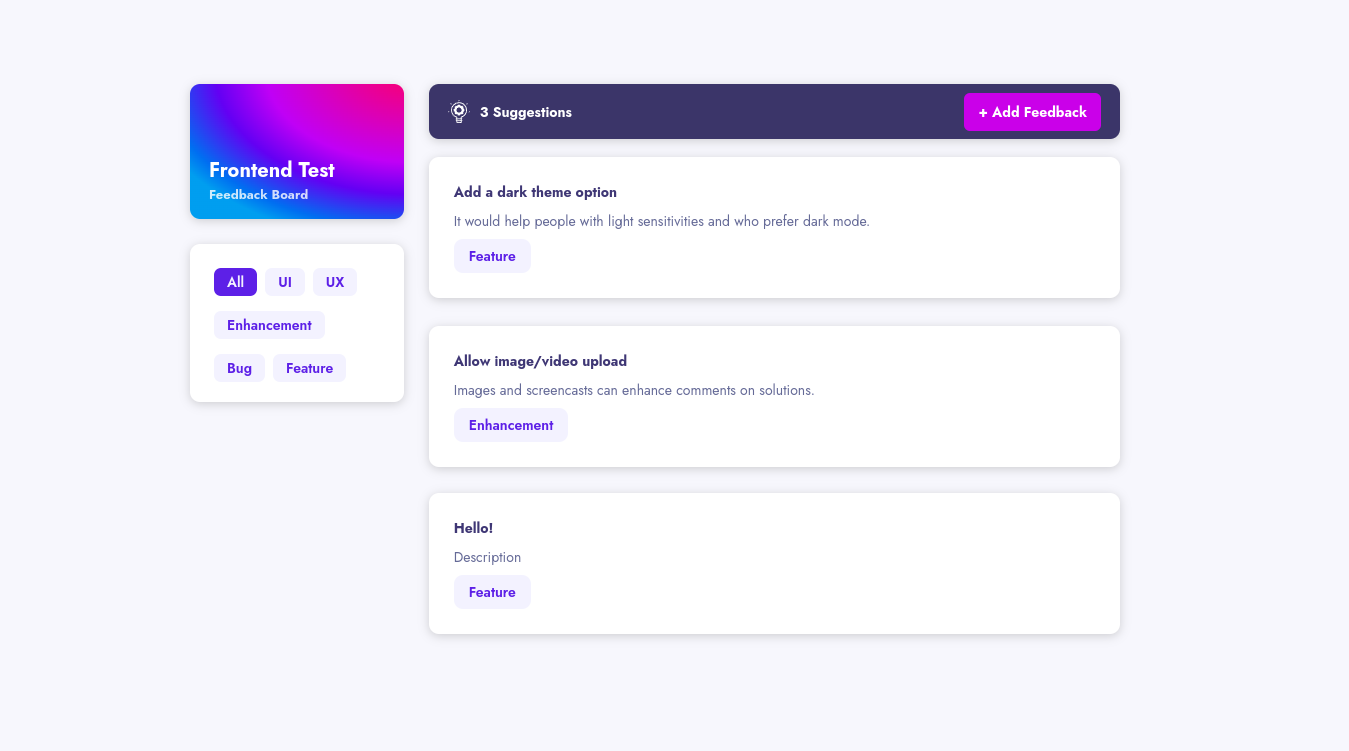 Frontend Test
Feedback Board
All UI UX
Enhancement
Bug Feature
3 Suggestions
+ Add Feedback
Add a dark theme option
It would help people with light sensitivities and who prefer dark mode.
Feature
Allow image/video upload
Images and screencasts can enhance comments on solutions.
Enhancement
Hello!
Description
Feature